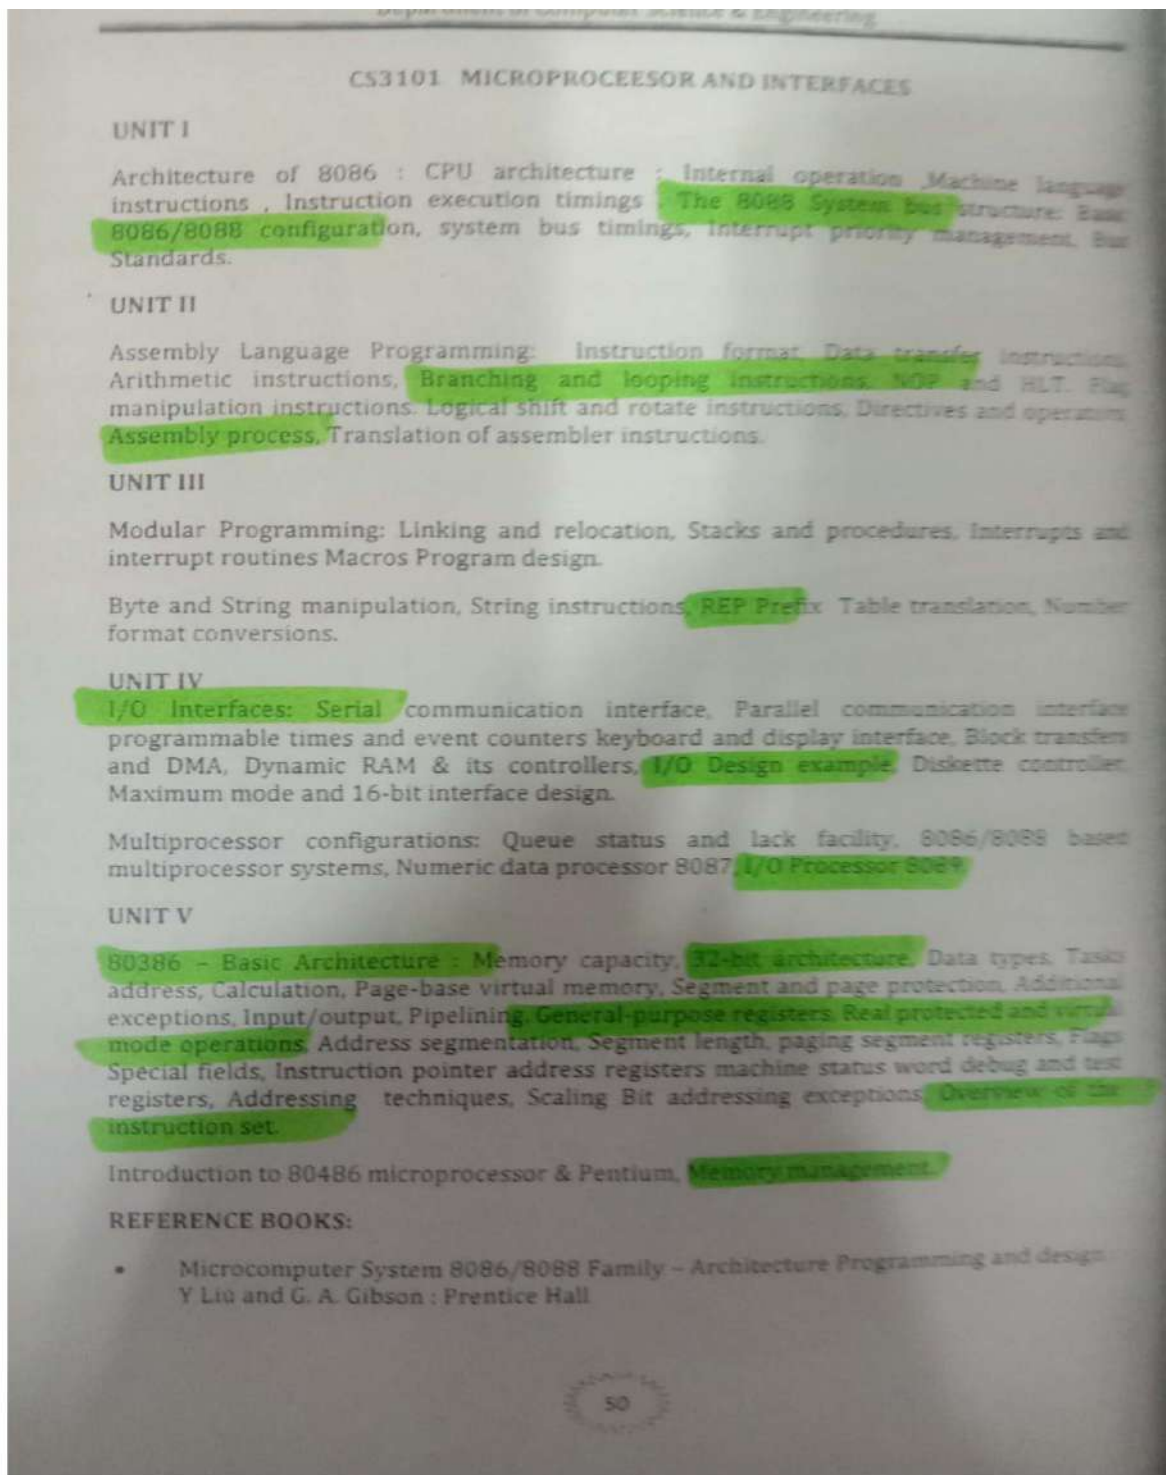 Department of Computer Science & Engineering
CS3101 MICROPROCEESOR AND INTERFACES
UNIT I
Architecture of 8086 : CPU architecture : Internal operation ,Machine language
instructions , Instruction execution timings . The 8088 System bus structure: Basic
8086/8088 configuration, system bus timings, Interrupt priority management, Bus
Standards.
UNIT II
Assembly Language Programming: Instruction format, Data transfer instructions,
Arithmetic instructions, Branching and looping instructions, NOP and HLT. Flag
manipulation instructions. Logical shift and rotate instructions, Directives and operators
Assembly process, Translation of assembler instructions.
UNIT III
Modular Programming: Linking and relocation, Stacks and procedures, Interrupts and
interrupt routines Macros Program design.
Byte and String manipulation, String instructions, REP Prefix Table translation, Number
format conversions.
UNIT IV
I/O Interfaces: Serial communication interface, Parallel communication interface
programmable times and event counters keyboard and display interface, Block transfers
and DMA, Dynamic RAM & its controllers, I/O Design example, Diskette controller,
Maximum mode and 16-bit interface design.
Multiprocessor configurations: Queue status and lack facility, 8086/8088 based
multiprocessor systems, Numeric data processor 8087, I/O Processor 8089
UNIT V
80386 – Basic Architecture : Memory capacity, 32-bit architecture, Data types, Tasks
address, Calculation, Page-base virtual memory, Segment and page protection, Additional
exceptions, Input/output, Pipelining. General-purpose registers, Real protected and virtual
mode operations, Address segmentation, Segment length, paging segment registers, Flags
Special fields, Instruction pointer address registers machine status word debug and test
registers, Addressing techniques, Scaling Bit addressing exceptions, Overview of the
instruction set.
Introduction to 80486 microprocessor & Pentium, Memory management.
REFERENCE BOOKS:
• Microcomputer System 8086/8088 Family – Architecture Programming and design
Y Liu and G. A. Gibson : Prentice Hall
50